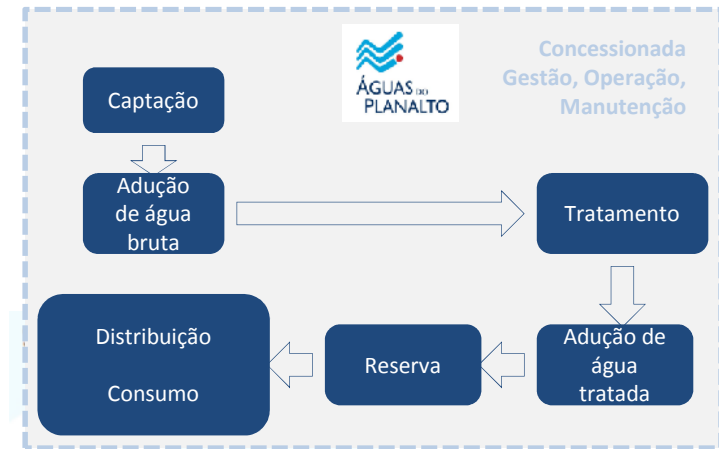 ÁGUAS DO
PLANALTO
Concessionada
Gestão, Operação,
Manutenção
Captação
Adução
de água
bruta
Tratamento
Adução de
água
tratada
Reserva
Distribuição
Consumo